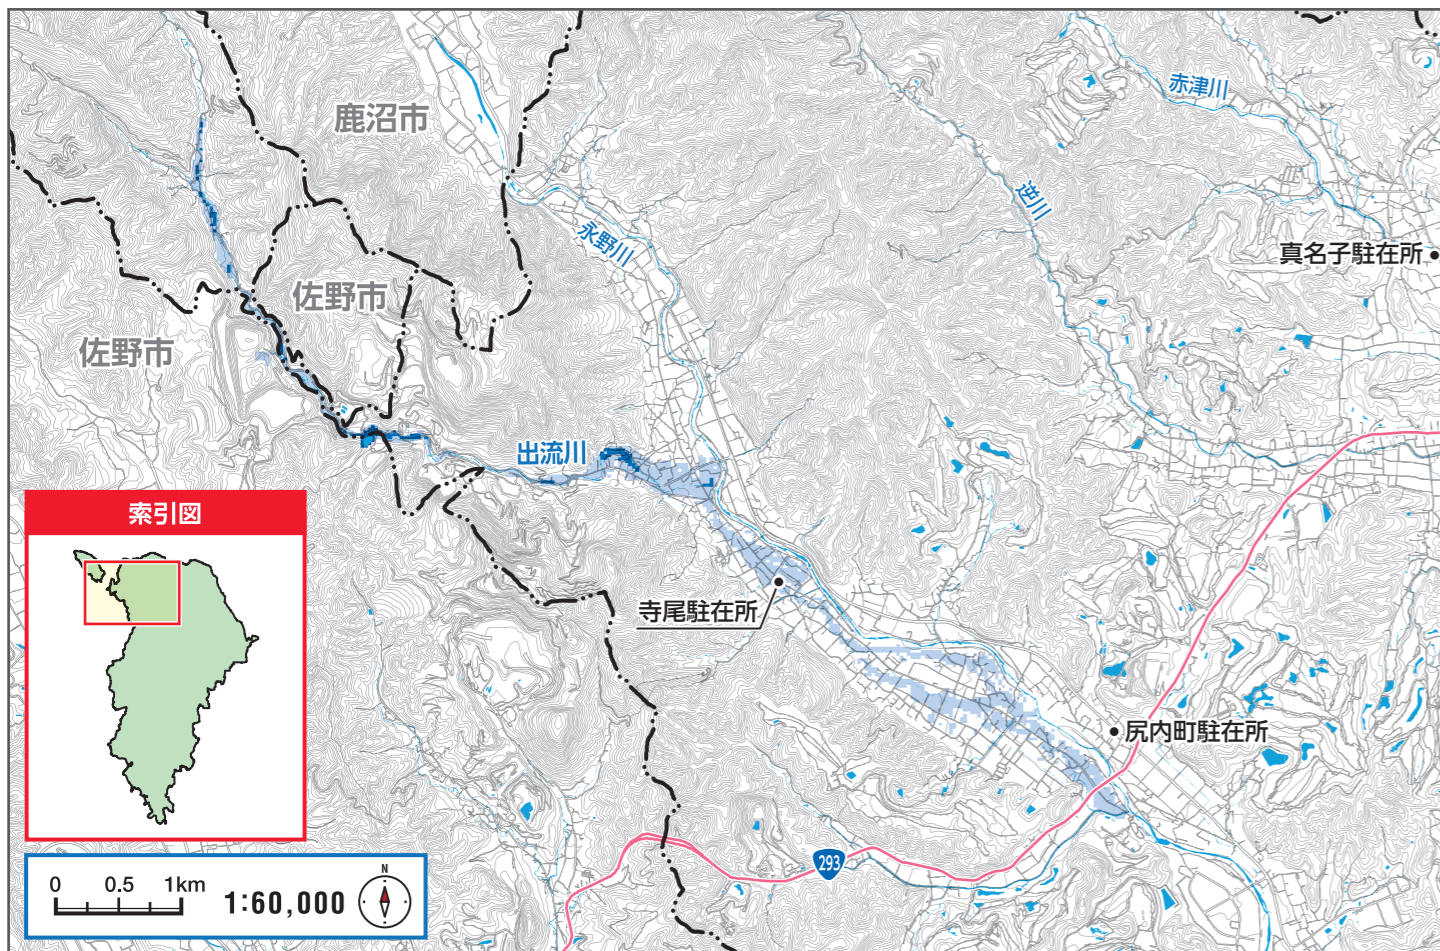 鹿沼市
赤津川
逆川
永野川
真名子駐在所
佐野市
佐野市
出流川
索引図
寺尾駐在所
尻内町駐在所
293
0 0.5 1km
1:60,000
N